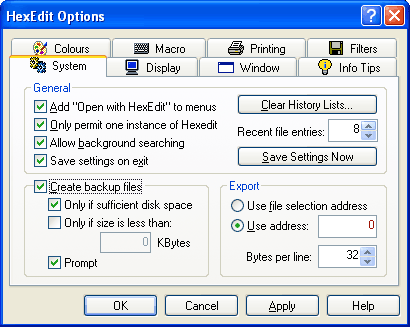 HexEdit Options
Colours Macro Printing Filters
System Display Window Info Tips
General
Add "Open with HexEdit" to menus
Only permit one instance of Hexedit
Allow background searching
Save settings on exit
Clear History Lists...
Recent file entries: 8
Save Settings Now
Create backup files
Only if sufficient disk space
Only if size is less than:
0 KBytes
Prompt
Export
Use file selection address
Use address: 0
Bytes per line: 32
OK Cancel Apply Help